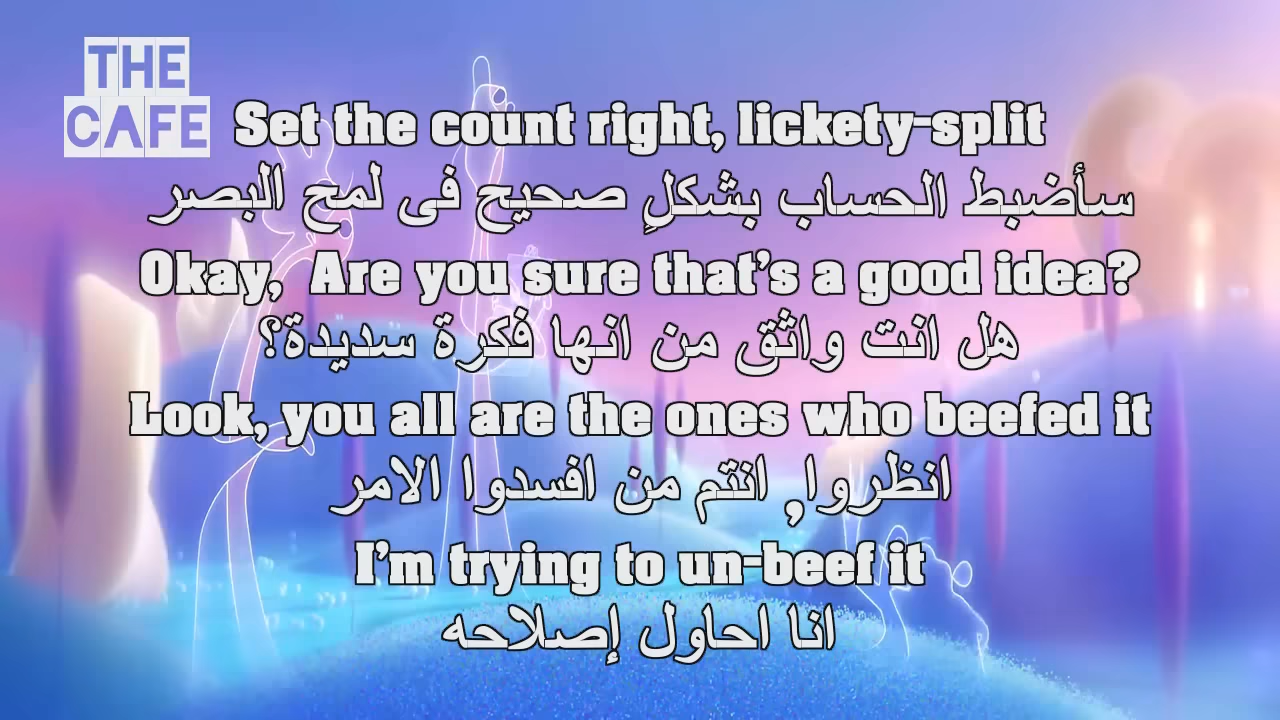 THE
CAFE
Set the count right, lickety-split
سأضبط الحساب بشكلٍ صحيح فى لمح البصر
Okay,  Are you sure that's a good idea?
هل انت واثق من انها فكرة سديدة؟
Look, you all are the ones who beefed it
انظروا, انتم من افسدوا الامر
I'm trying to un-beef it
انا احاول إصلاحه